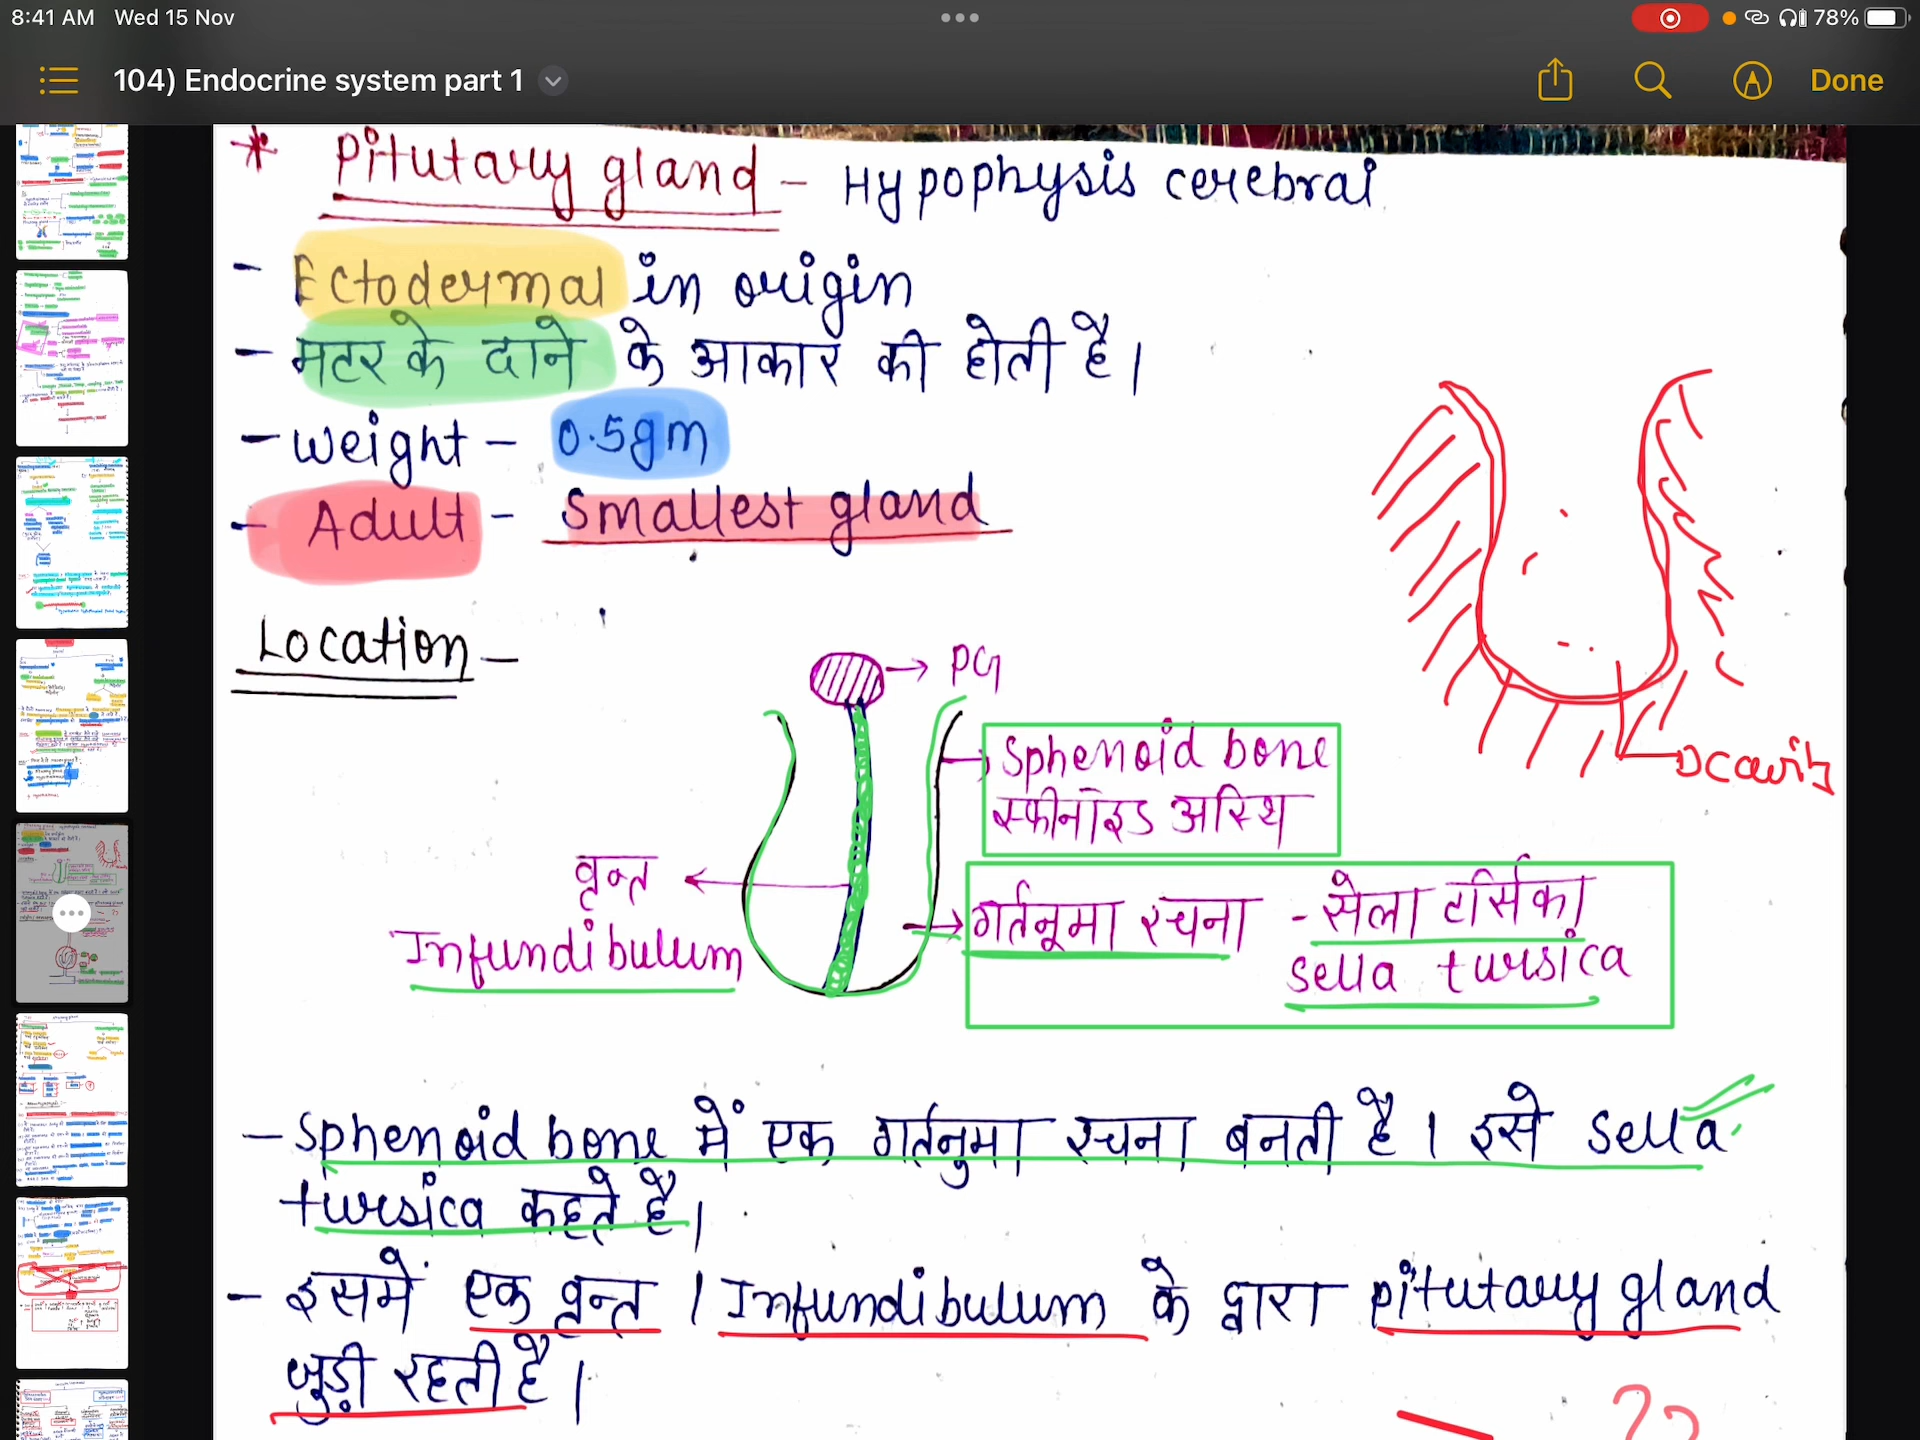 8:41 AM Wed 15 Nov
78%
104) Endocrine system part 1
Done
* Pitutary gland - Hypophysis cerebrai
- Ectodermal in origin
- मटर के दाने के आकार की होती है।
- Weight - 0.5gm
- Adult - Smallest gland
Location -
→ PG
→ Sphenoid bone
स्फीनॉइड अस्थि
Cavity
वृन्त
Infundibulum
→ गर्तनूमा रचना - सेला टर्सिका
Sella tursica
- Sphenoid bone में एक गर्तनुमा रचना बनती है। इसे Sella
tursica कहते है।
- इसमें एक वृन्त / Infundibulum के द्वारा pitutary gland
जुड़ी रहती है।